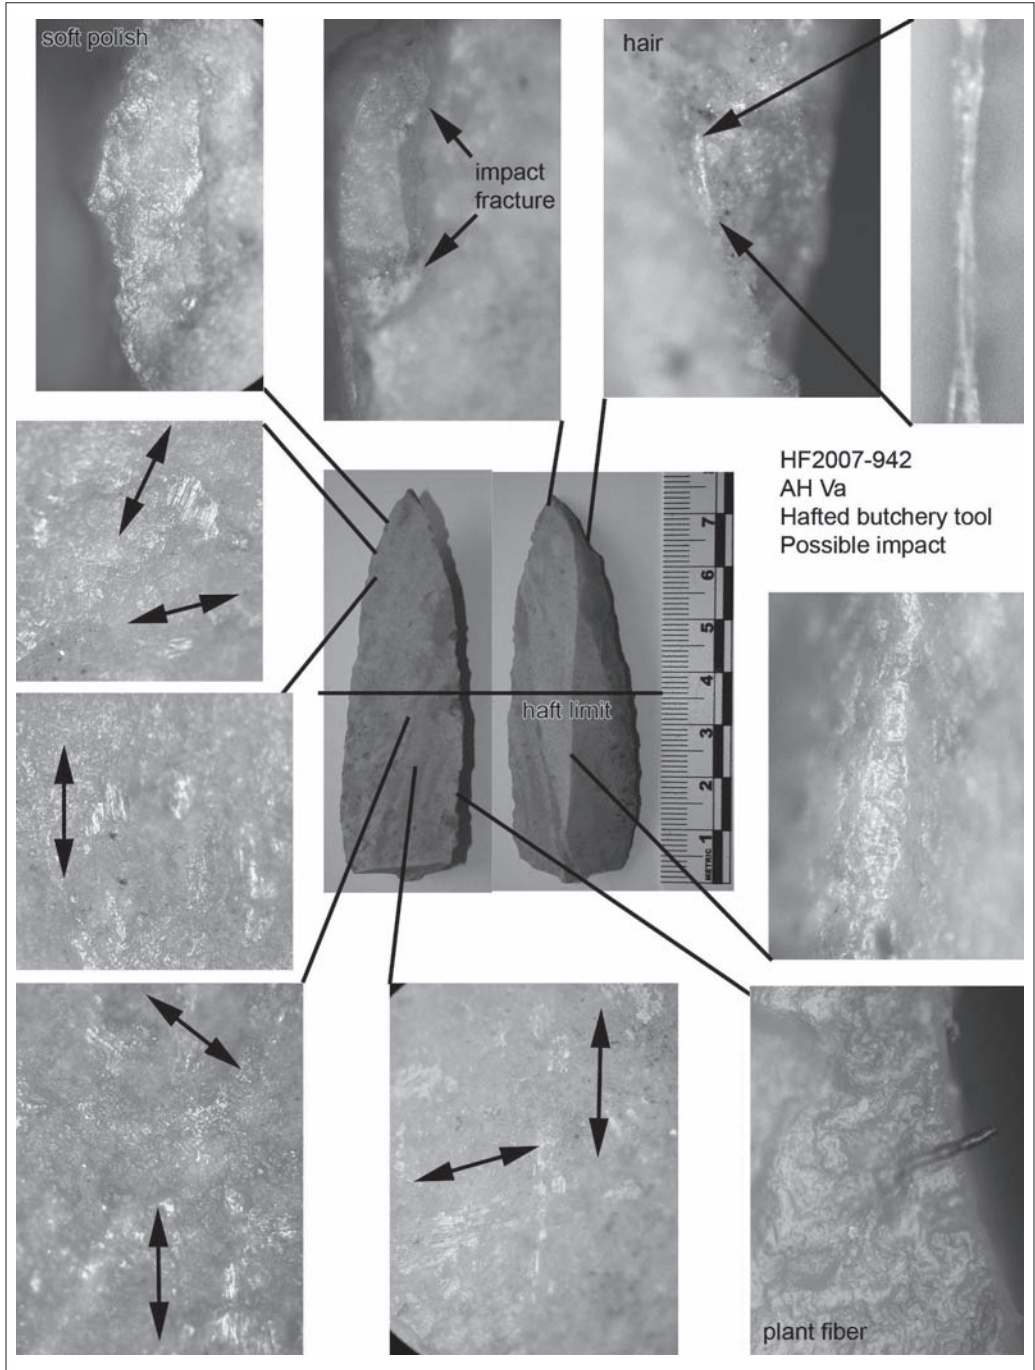 soft polish
impact
fracture
hair
HF2007-942
AH Va
Hafted butchery tool
Possible impact
7
6
5
4
haft limit
3
2
1
METRIC
plant fiber